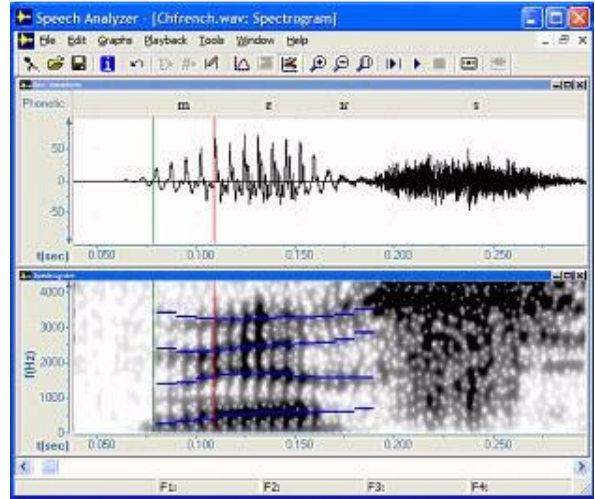 Speech Analyzer - [Chfrench.wav: Spectrogram]
File Edit Graphs Playback Tools Window Help
Phonetic m ɛ s
50
0
-50
t(sec) 0.050 0.100 0.150 0.200 0.250
Spectrogram
4000
3000
2000
1000
0
f(Hz)
t(sec) 0.050 0.100 0.150 0.200 0.250
F1: F2: F3: F4: